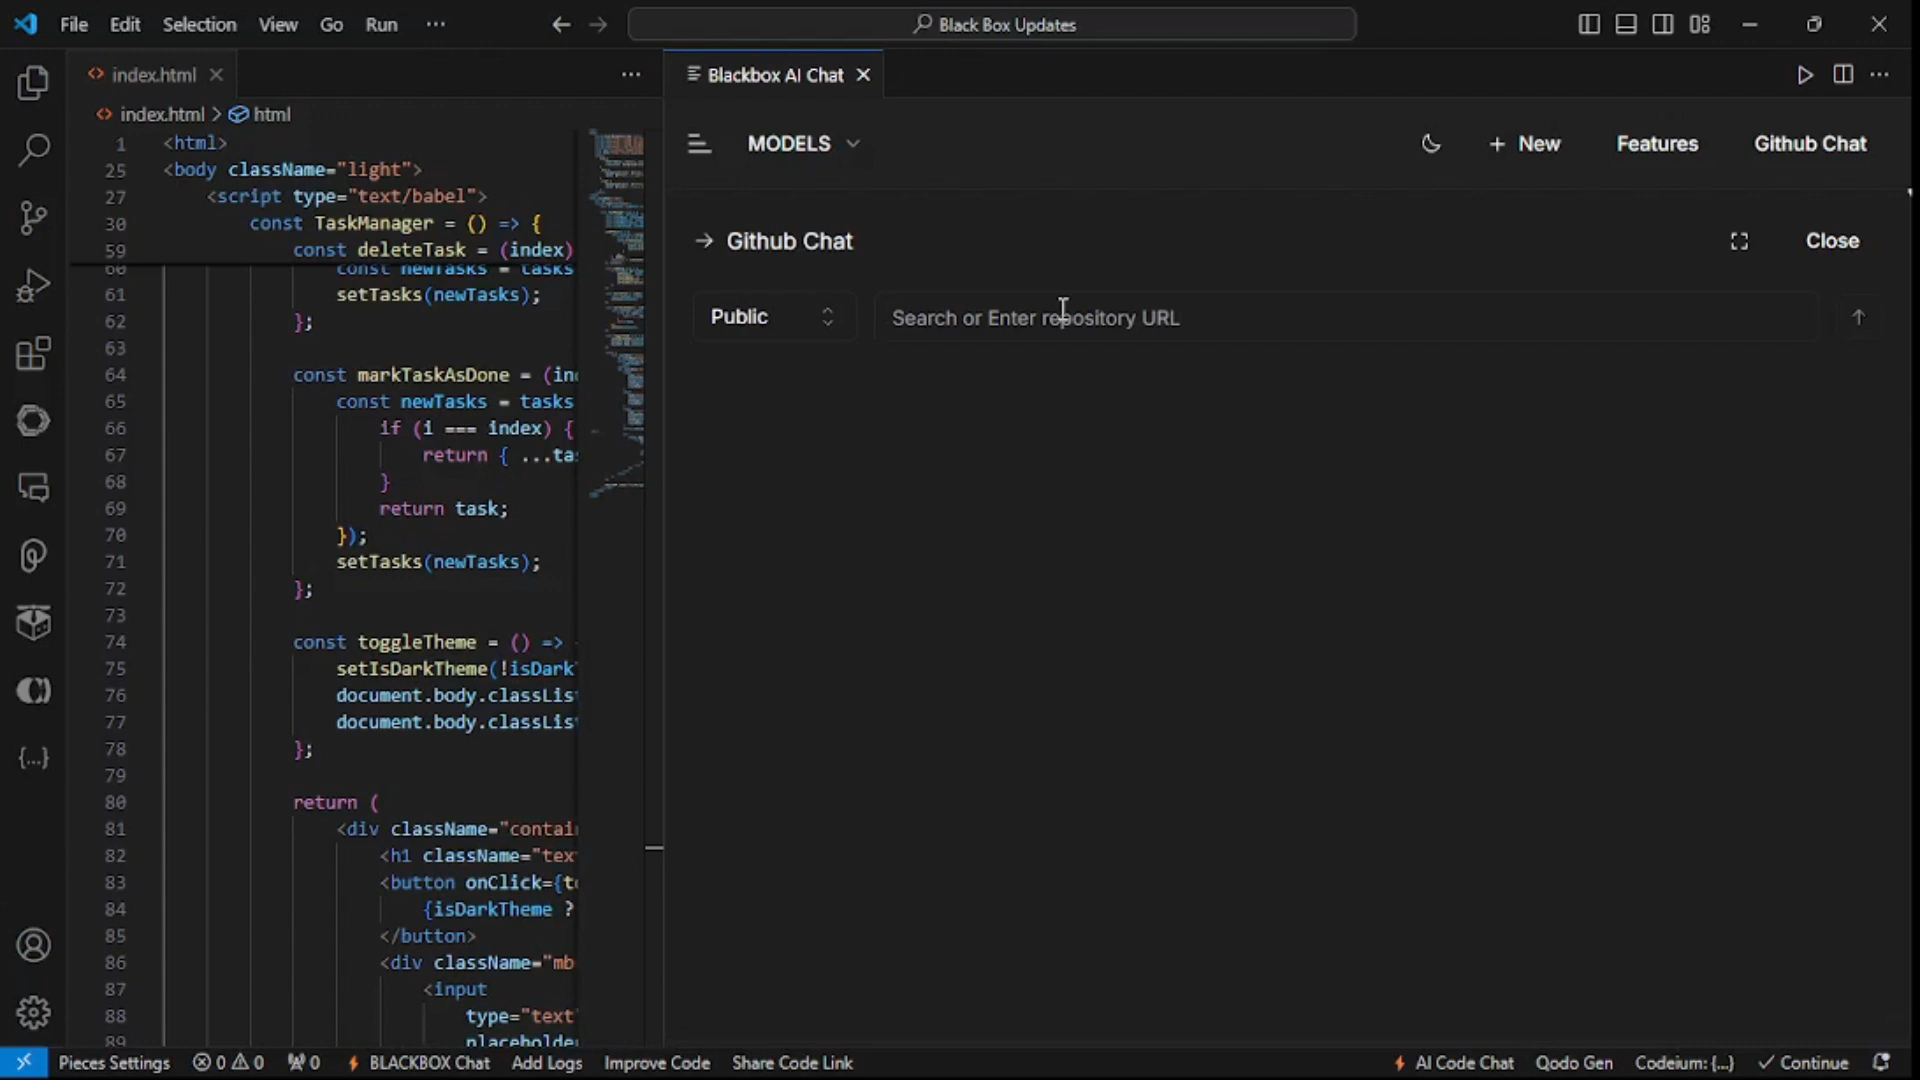 File Edit Selection View Go Run ···
Black Box Updates
index.html
Blackbox AI Chat
index.html > html
MODELS
+ New
Features
Github Chat
1 <html>
25 <body className="light">
27 <script type="text/babel">
30 const TaskManager = () => {
59 const deleteTask = (index)
60 const newTasks = tasks
61 setTasks(newTasks);
62 };
63
64 const markTaskAsDone = (in
65 const newTasks = tasks
66 if (i === index) {
67 return { ...ta
68 }
69 return task;
70 });
71 setTasks(newTasks);
72 };
73
74 const toggleTheme = () =>
75 setIsDarkTheme(!isDark
76 document.body.classLis
77 document.body.classLis
78 };
79
80 return (
81 <div className="contai
82 <h1 className="tex
83 <button onClick={t
84 {isDarkTheme ?
85 </button>
86 <div className="mb
87 <input
88 type="text
89 placeholde
Github Chat
Close
Public
Search or Enter repository URL
Pieces Settings
0 0
0
BLACKBOX Chat
Add Logs
Improve Code
Share Code Link
AI Code Chat
Qodo Gen
Codeium: {...}
Continue